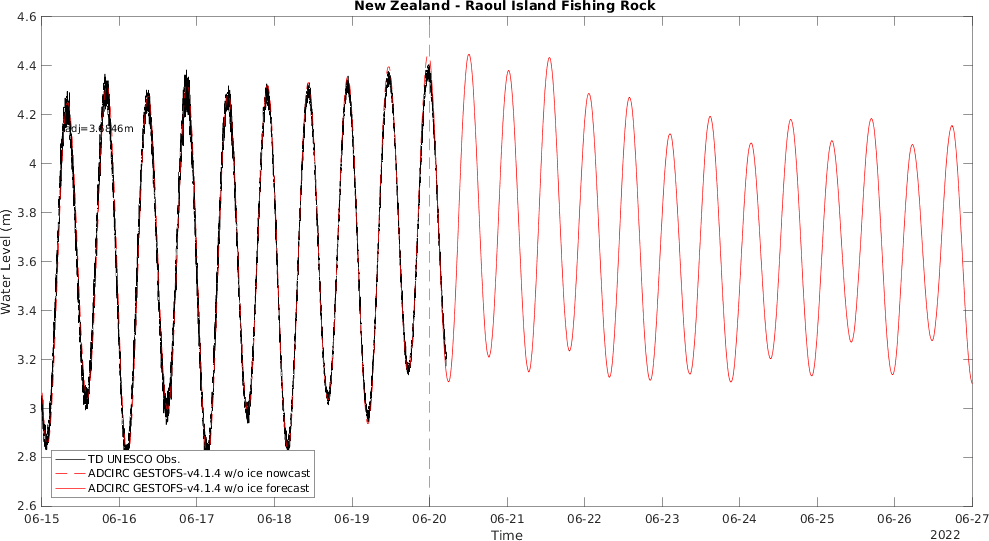 New Zealand - Raoul Island Fishing Rock
4.6
4.4
4.2
4
3.8
3.6
3.4
3.2
3
2.8
2.6
Water Level (m)
adj=3.6846m
TD UNESCO Obs.
ADCIRC GESTOFS-v4.1.4 w/o ice nowcast
ADCIRC GESTOFS-v4.1.4 w/o ice forecast
06-15 06-16 06-17 06-18 06-19 06-20 06-21 06-22 06-23 06-24 06-25 06-26 06-27
Time
2022